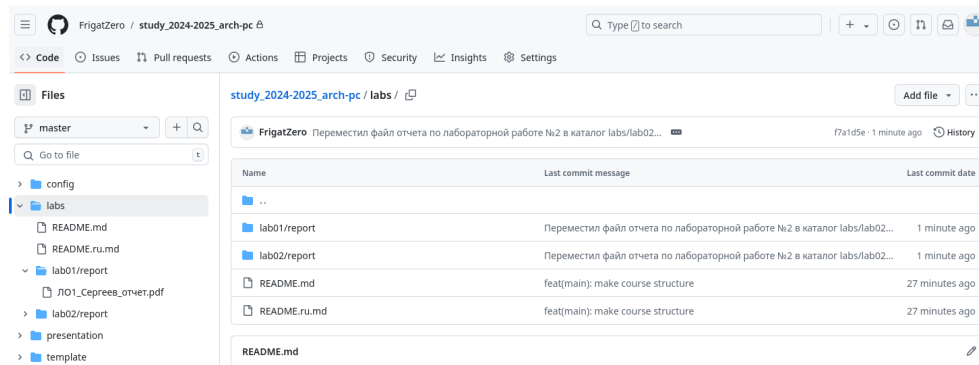 FrigatZero / study_2024-2025_arch-pc
Type / to search
Code Issues Pull requests Actions Projects Security Insights Settings
Files
master
Go to file t
config
labs
README.md
README.ru.md
lab01/report
ЛО1_Сергеев_отчет.pdf
lab02/report
presentation
template
study_2024-2025_arch-pc / labs /
Add file
FrigatZero Переместил файл отчета по лабораторной работе №2 в каталог labs/lab02... f7a1d5e · 1 minute ago History
Name Last commit message Last commit date
..
lab01/report Переместил файл отчета по лабораторной работе №2 в каталог labs/lab02... 1 minute ago
lab02/report Переместил файл отчета по лабораторной работе №2 в каталог labs/lab02... 1 minute ago
README.md feat(main): make course structure 27 minutes ago
README.ru.md feat(main): make course structure 27 minutes ago
README.md